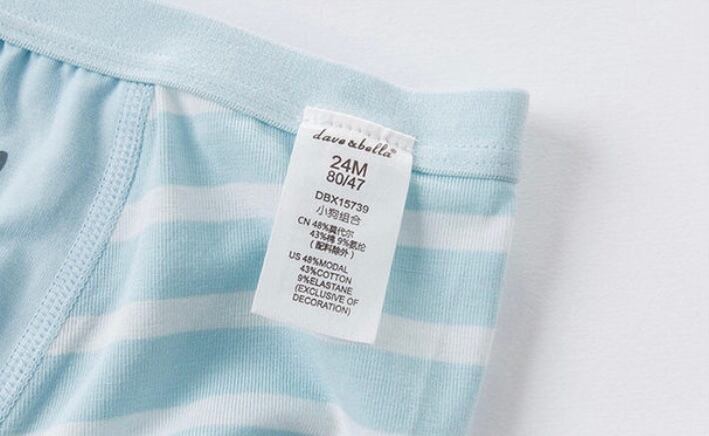 dave&bella®
24M
80/47
DBX15739
小狗组合
CN 48%莫代尔
43%棉 9%氨纶
(配料除外)
US 48%MODAL
43%COTTON
9%ELASTANE
(EXCLUSIVE OF
DECORATION)